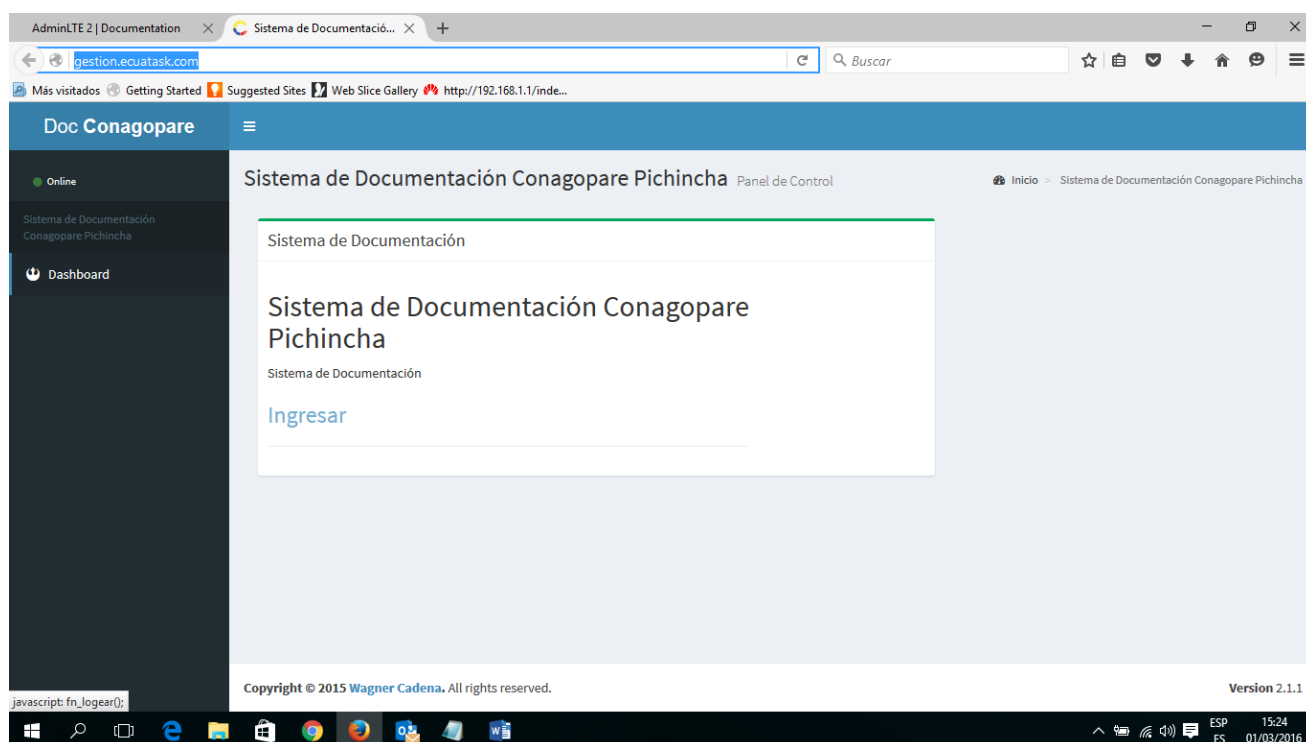 AdminLTE 2 | Documentation
Sistema de Documentació...
gestion.ecuatask.com
Buscar
Más visitados Getting Started Suggested Sites Web Slice Gallery http://192.168.1.1/inde...
Doc Conagopare
Online
Sistema de Documentación Conagopare Pichincha Panel de Control
Inicio > Sistema de Documentación Conagopare Pichincha
Sistema de Documentación
Conagopare Pichincha
Dashboard
Sistema de Documentación
Sistema de Documentación Conagopare
Pichincha
Sistema de Documentación
Ingresar
Copyright © 2015 Wagner Cadena. All rights reserved.
Version 2.1.1
javascript: fn_logear();
ESP
ES
15:24
01/03/2016